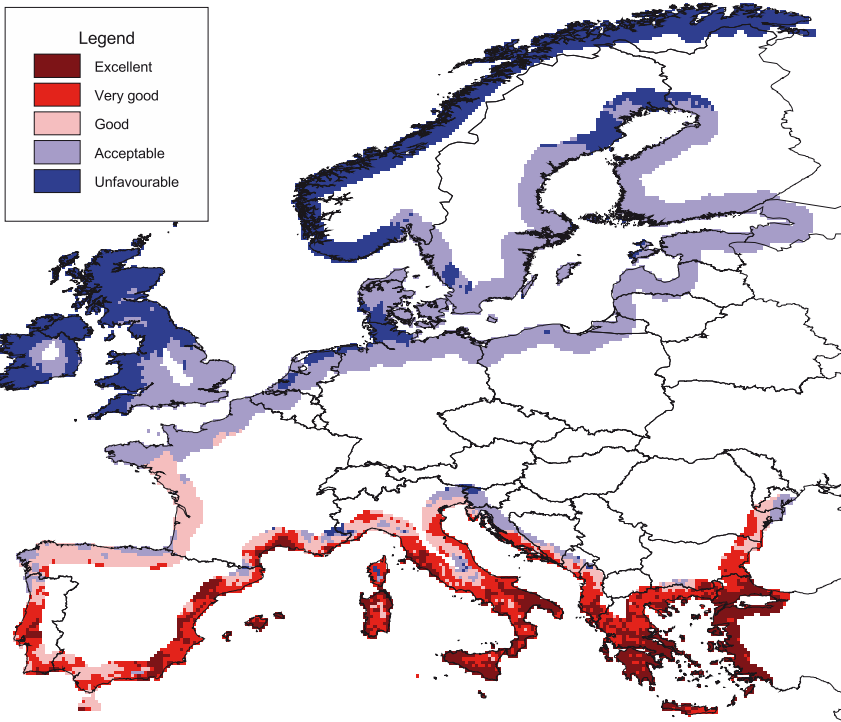 Legend
Excellent
Very good
Good
Acceptable
Unfavourable